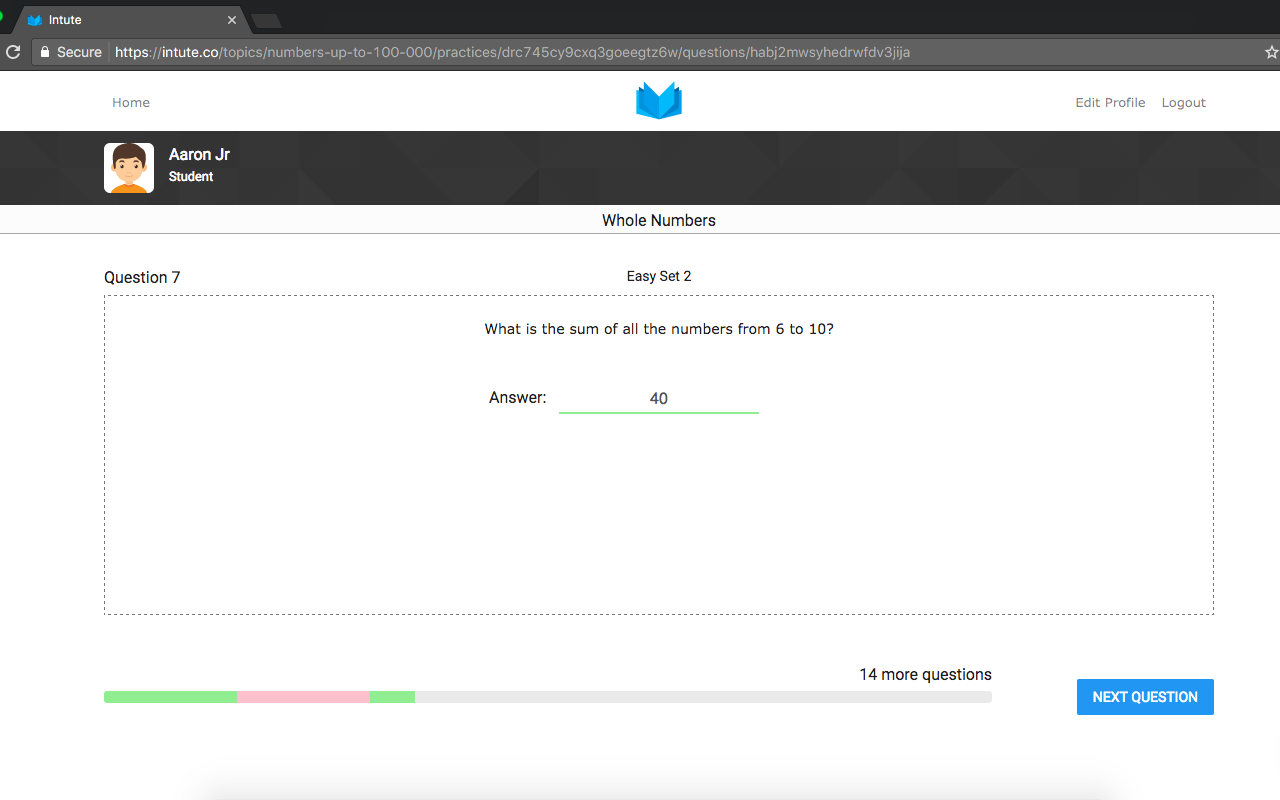 Intute
Secure https://intute.co/topics/numbers-up-to-100-000/practices/drc745cy9cxq3goeegtz6w/questions/habj2mwsyhedrwfdv3jija
Home Edit Profile Logout
Aaron Jr
Student
Whole Numbers
Question 7 Easy Set 2
What is the sum of all the numbers from 6 to 10?
Answer: 40
14 more questions
NEXT QUESTION